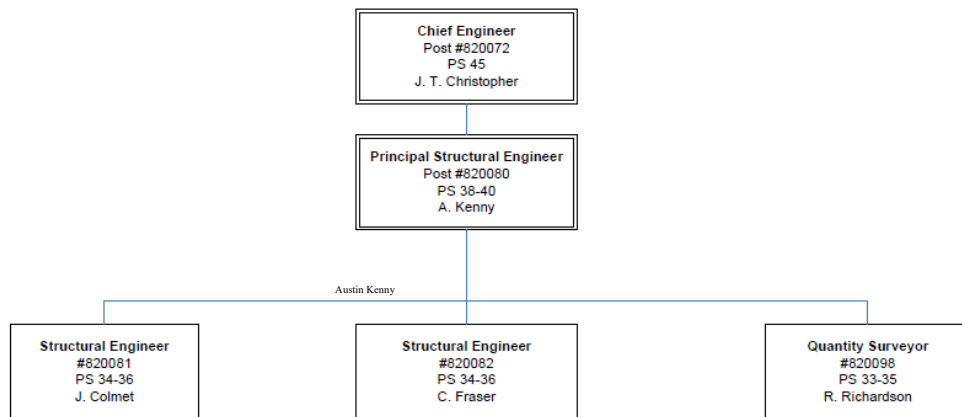 Chief Engineer
Post #820072
PS 45
J. T. Christopher
Principal Structural Engineer
Post #820080
PS 38-40
A. Kenny
Austin Kenny
Structural Engineer
#820081
PS 34-36
J. Colmet
Structural Engineer
#820082
PS 34-36
C. Fraser
Quantity Surveyor
#820098
PS 33-35
R. Richardson